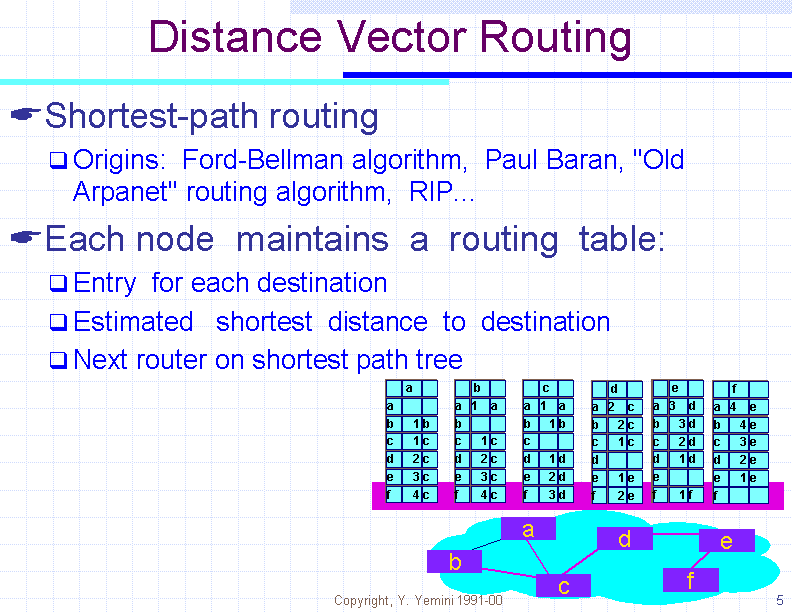 Distance Vector Routing
Shortest-path routing
Origins: Ford-Bellman algorithm, Paul Baran, "Old
Arpanet" routing algorithm, RIP...
Each node maintains a routing table:
Entry for each destination
Estimated shortest distance to destination
Next router on shortest path tree
a b c d e f
a a 1 a a 1 a a 2 c a 3 d a 4 e
b 1 b b b 1 b b 2 c b 3 d b 4 e
c 1 c c 1 c c c 1 c c 2 d c 3 e
d 2 c d 2 c d 1 d d d 1 d d 2 e
e 3 c e 3 c e 2 d e 1 e e e 1 e
f 4 c f 4 c f 3 d f 2 e f 1 f f
a
d
e
b
c
f
Copyright, Y. Yemini 1991-00
5